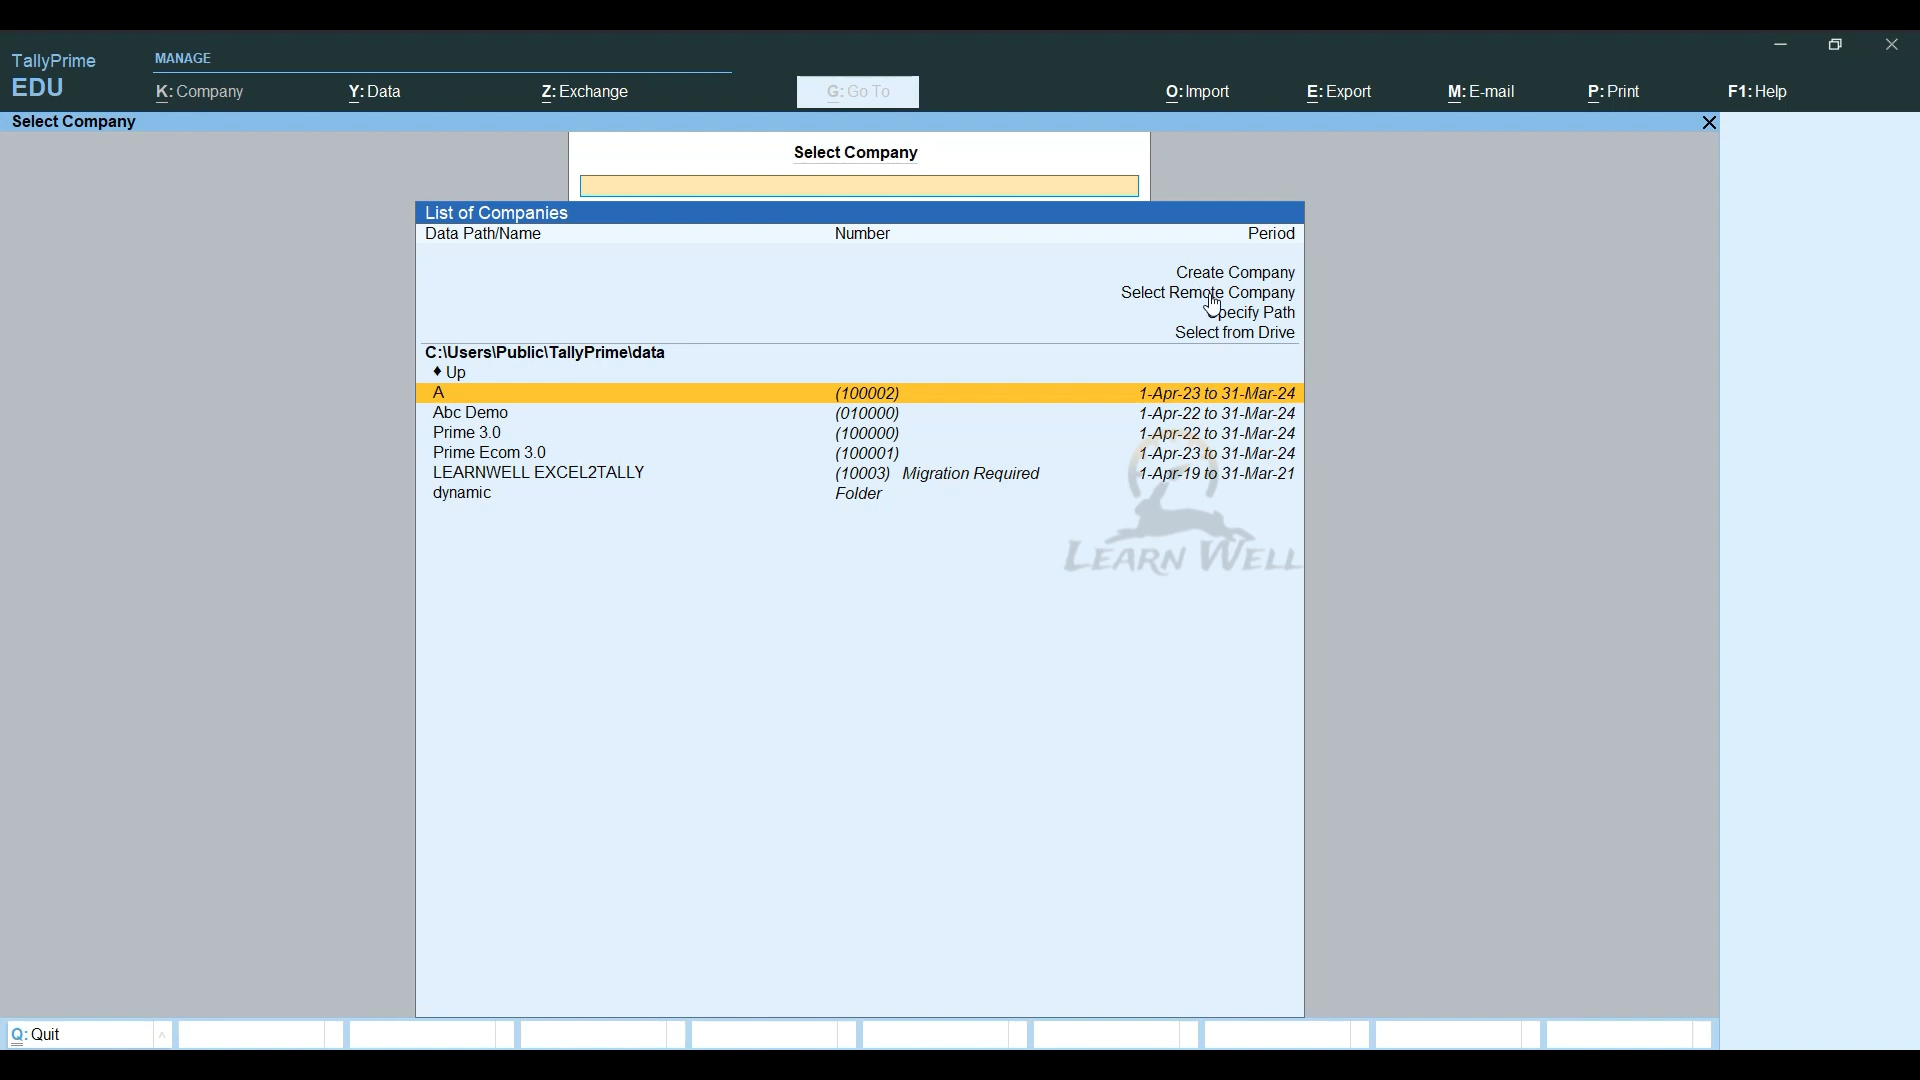 TallyPrime
EDU
MANAGE
K: Company Y: Data Z: Exchange G: Go To O: Import E: Export M: E-mail P: Print F1: Help
Select Company
Select Company
List of Companies
Data Path/Name Number Period
Create Company
Select Remote Company
Specify Path
Select from Drive
C:\Users\Public\TallyPrime\data
♦ Up
A (100002) 1-Apr-23 to 31-Mar-24
Abc Demo (010000) 1-Apr-22 to 31-Mar-24
Prime 3.0 (100000) 1-Apr-22 to 31-Mar-24
Prime Ecom 3.0 (100001) 1-Apr-23 to 31-Mar-24
LEARNWELL EXCEL2TALLY (10003) Migration Required 1-Apr-19 to 31-Mar-21
dynamic Folder
LEARN WELL
Q: Quit